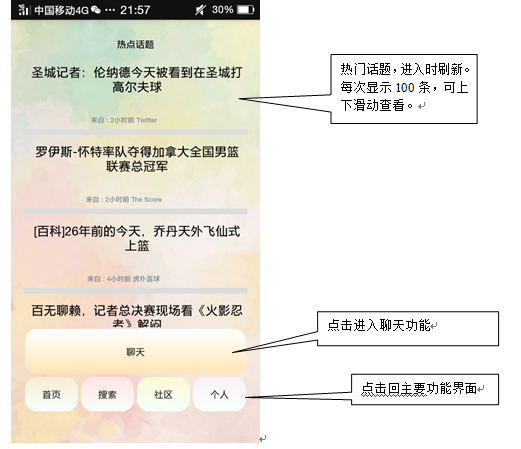 中国移动4G ••• 21:57 30%
热点话题
圣城记者：伦纳德今天被看到在圣城打
高尔夫球
来自：2小时前 Twitter
罗伊斯-怀特率队夺得加拿大全国男篮
联赛总冠军
来自：2小时前 The Score
[百科]26年前的今天，乔丹天外飞仙式
上篮
来自：4小时前 虎扑篮球
百无聊赖，记者总决赛现场看《火影忍
者》解闷
聊天
首页 搜索 社区 个人
热门话题，进入时刷新。
每次显示 100 条，可上
下滑动查看。
点击进入聊天功能
点击回主要功能界面